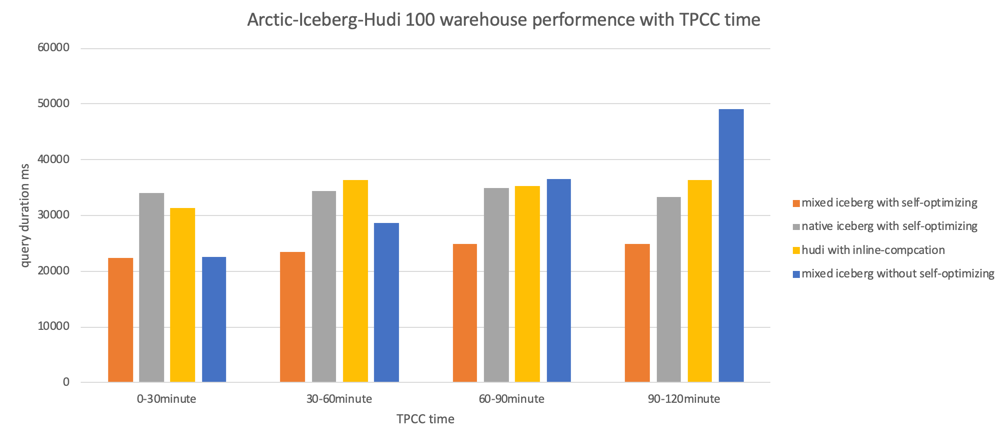 Arctic-Iceberg-Hudi 100 warehouse performence with TPCC time
60000
50000
40000
30000
20000
10000
0
query duration ms
0-30minute
30-60minute
60-90minute
90-120minute
TPCC time
mixed iceberg with self-optimizing
native iceberg with self-optimizing
hudi with inline-compcation
mixed iceberg without self-optimizing